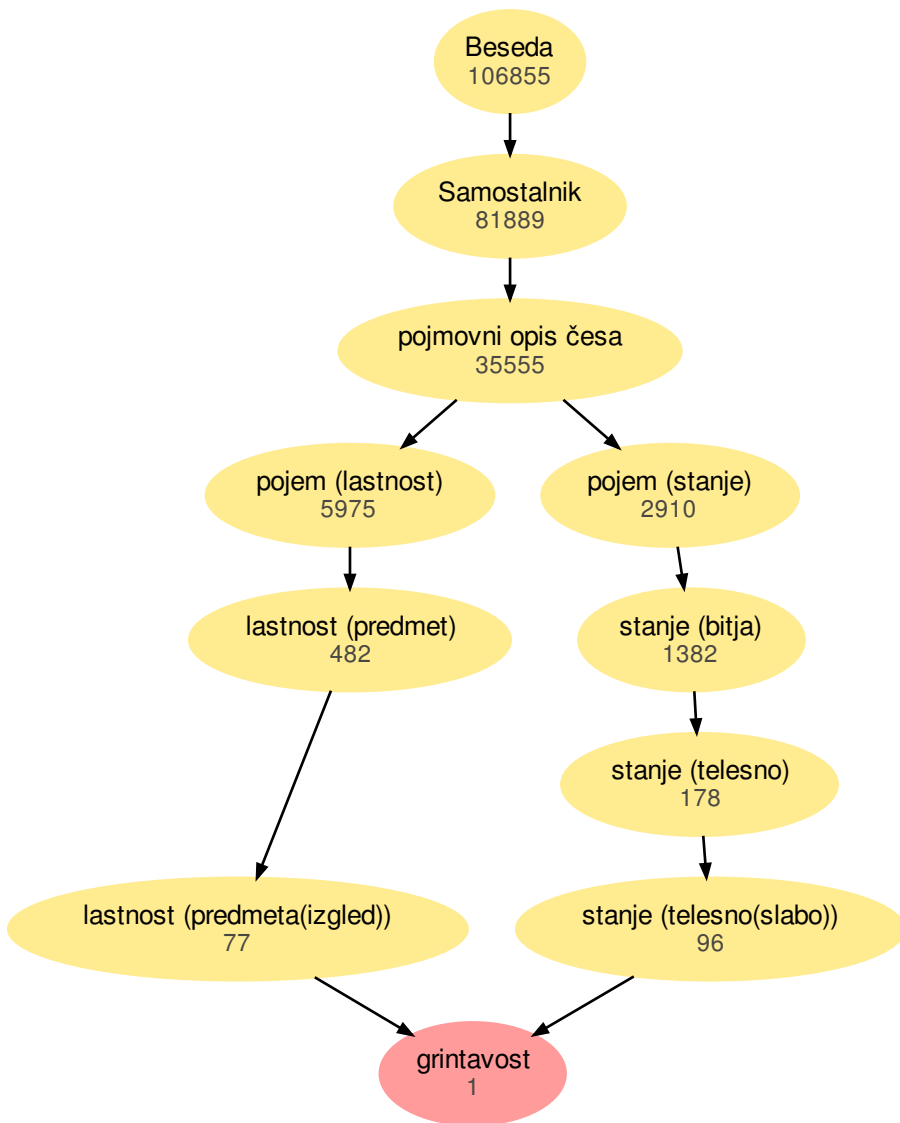 Beseda
106855
Samostalnik
81889
pojmovni opis česa
35555
pojem (lastnost)
5975
pojem (stanje)
2910
lastnost (predmet)
482
stanje (bitja)
1382
stanje (telesno)
178
lastnost (predmeta(izgled))
77
stanje (telesno(slabo))
96
grintavost
1